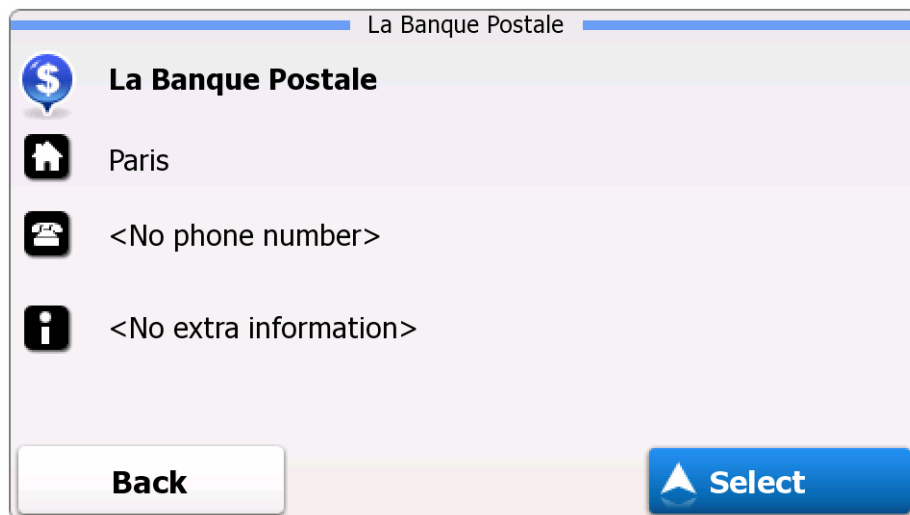 La Banque Postale
La Banque Postale
Paris
<No phone number>
<No extra information>
Back
Select